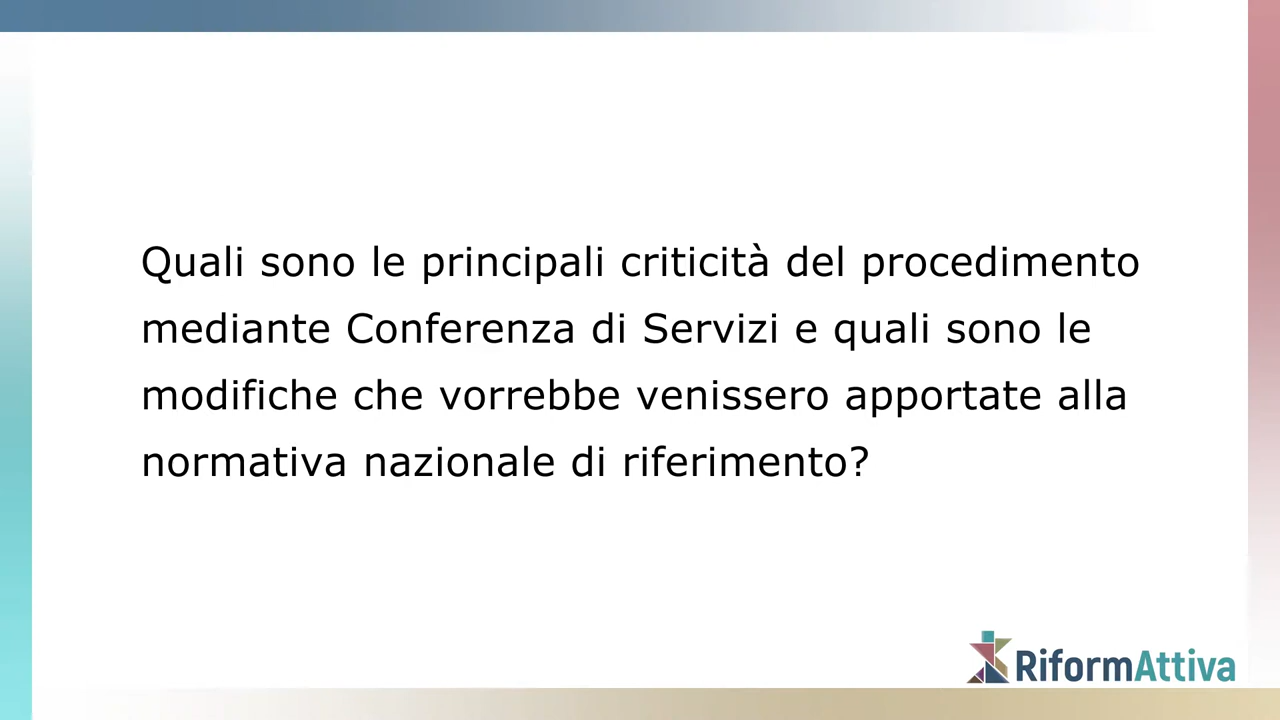 Quali sono le principali criticità del procedimento
mediante Conferenza di Servizi e quali sono le
modifiche che vorrebbe venissero apportate alla
normativa nazionale di riferimento?
RiformAttiva